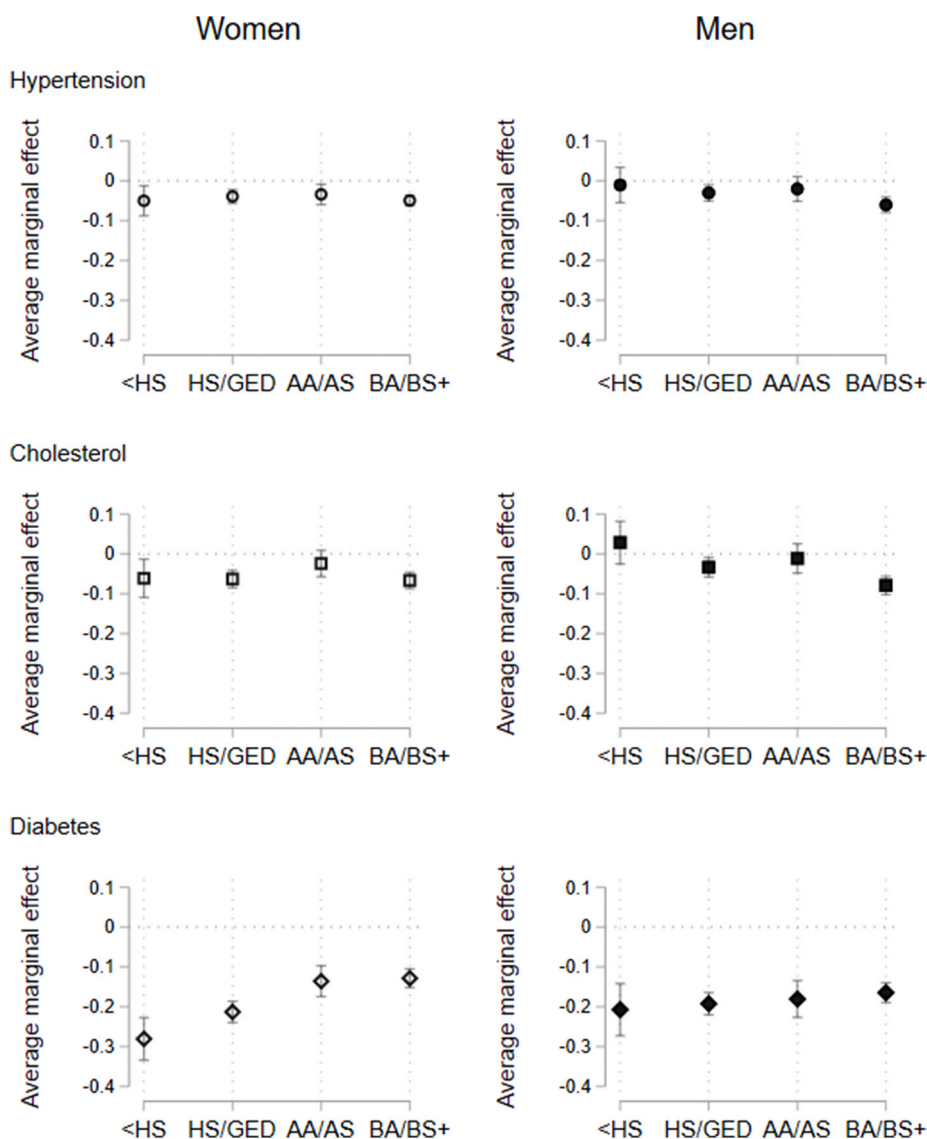 Women Men
Hypertension
Average marginal effect
0.1
0
-0.1
-0.2
-0.3
-0.4
<HS HS/GED AA/AS BA/BS+
Average marginal effect
0.1
0
-0.1
-0.2
-0.3
-0.4
<HS HS/GED AA/AS BA/BS+
Cholesterol
Average marginal effect
0.1
0
-0.1
-0.2
-0.3
-0.4
<HS HS/GED AA/AS BA/BS+
Average marginal effect
0.1
0
-0.1
-0.2
-0.3
-0.4
<HS HS/GED AA/AS BA/BS+
Diabetes
Average marginal effect
0.1
0
-0.1
-0.2
-0.3
-0.4
<HS HS/GED AA/AS BA/BS+
Average marginal effect
0.1
0
-0.1
-0.2
-0.3
-0.4
<HS HS/GED AA/AS BA/BS+